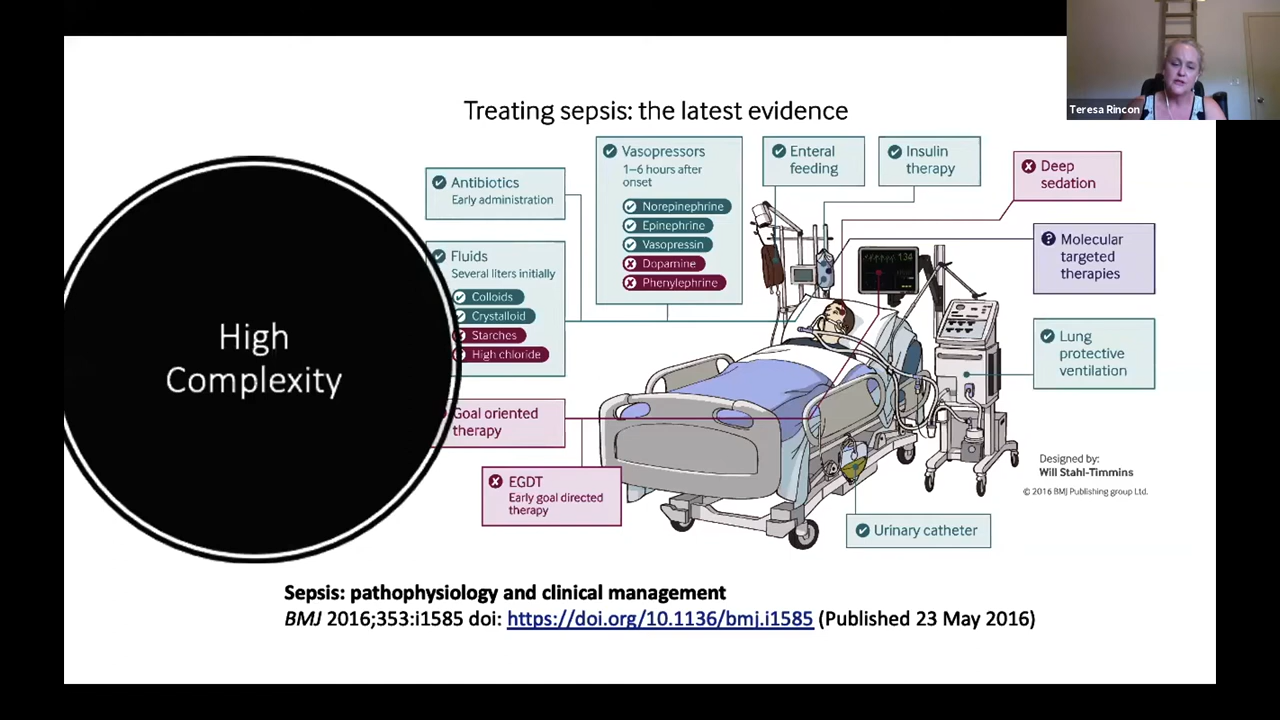 Teresa Rincon
Treating sepsis: the latest evidence
High
Complexity
Antibiotics
Early administration
Fluids
Several liters initially
Colloids
Crystalloid
Starches
High chloride
Goal oriented
therapy
EGDT
Early goal directed
therapy
Vasopressors
1–6 hours after
onset
Norepinephrine
Epinephrine
Vasopressin
Dopamine
Phenylephrine
Enteral
feeding
Insulin
therapy
Deep
sedation
Molecular
targeted
therapies
Lung
protective
ventilation
134
Urinary catheter
Designed by:
Will Stahl-Timmins
© 2016 BMJ Publishing group Ltd.
Sepsis: pathophysiology and clinical management
BMJ 2016;353:i1585 doi: https://doi.org/10.1136/bmj.i1585 (Published 23 May 2016)